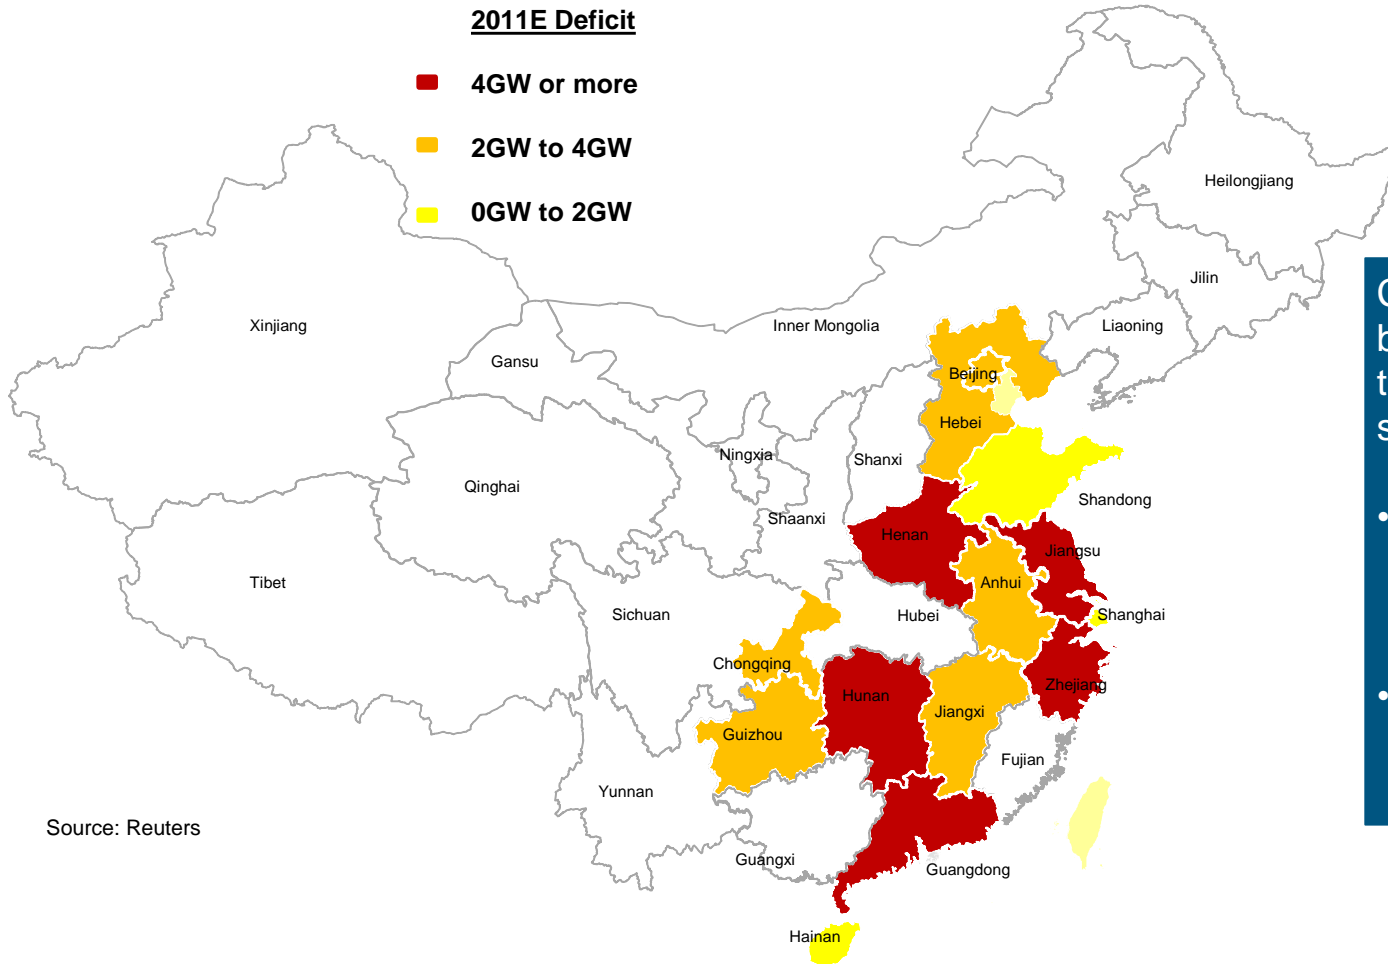 2011E Deficit
4GW or more
2GW to 4GW
0GW to 2GW
Heilongjiang
Jilin
Liaoning
Inner Mongolia
Xinjiang
Gansu
Beijing
Hebei
Ningxia
Shanxi
Qinghai
Shandong
Shaanxi
Henan
Jiangsu
Tibet
Anhui
Sichuan
Hubei
Shanghai
Chongqing
Zhejiang
Hunan
Jiangxi
Guizhou
Fujian
Yunnan
Source: Reuters
Guangxi
Guangdong
Hainan